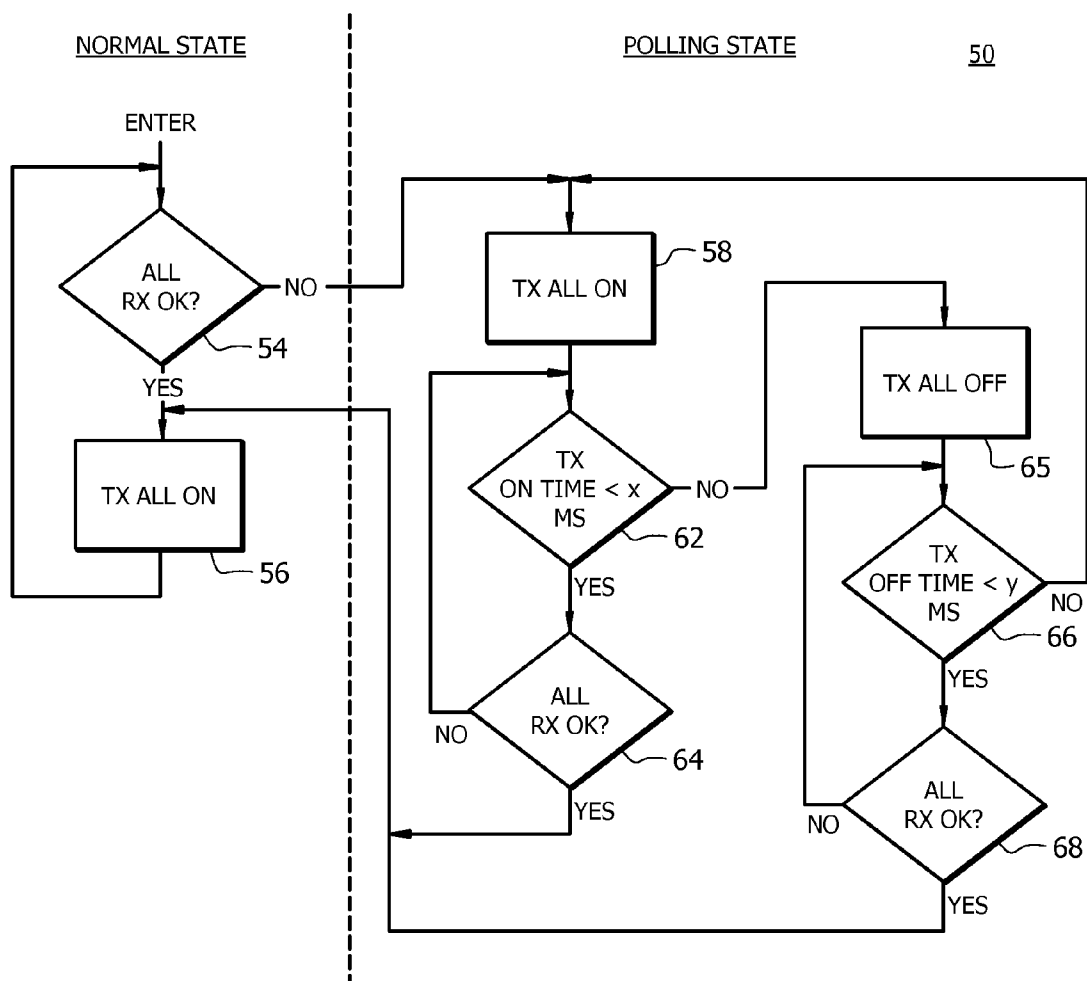 NORMAL STATE
POLLING STATE
50
ENTER
ALL
RX OK?
NO
54
YES
TX ALL ON
56
TX ALL ON
58
TX
ON TIME < x
MS
NO
62
YES
ALL
RX OK?
NO
64
YES
TX ALL OFF
65
TX
OFF TIME < y
MS
NO
66
YES
ALL
RX OK?
NO
68
YES